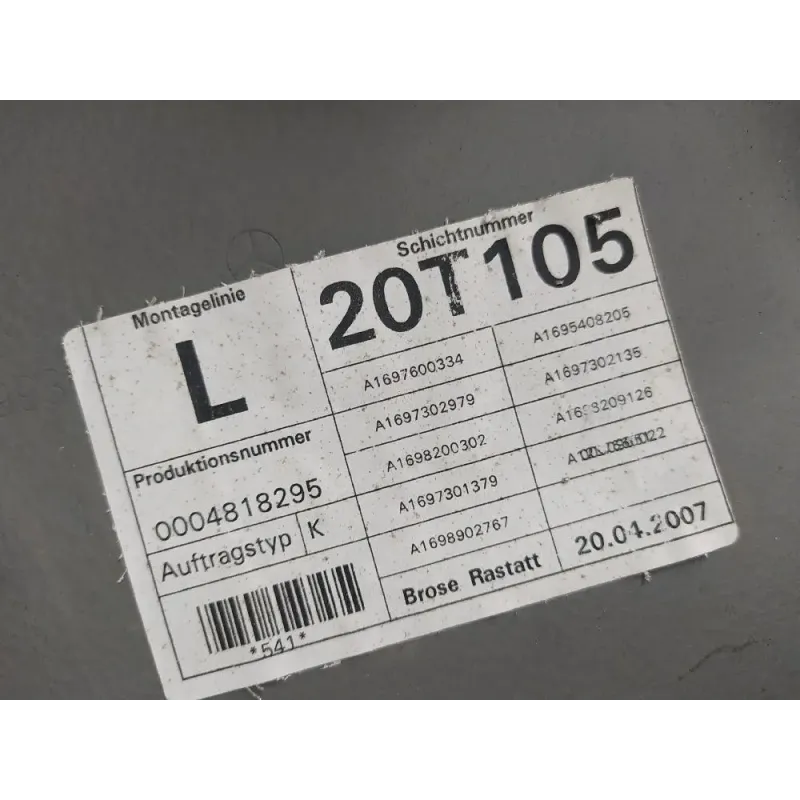 Montagelinie
L
Schichtnummer
20T105
Produktionsnummer
0004818295
Auftragstyp K
*541*
A1697600334
A1697302979
A1698200302
A1697301379
A1698902767
A1695408205
A1697302135
A1698209126
Brose Rastatt
20.04.2007